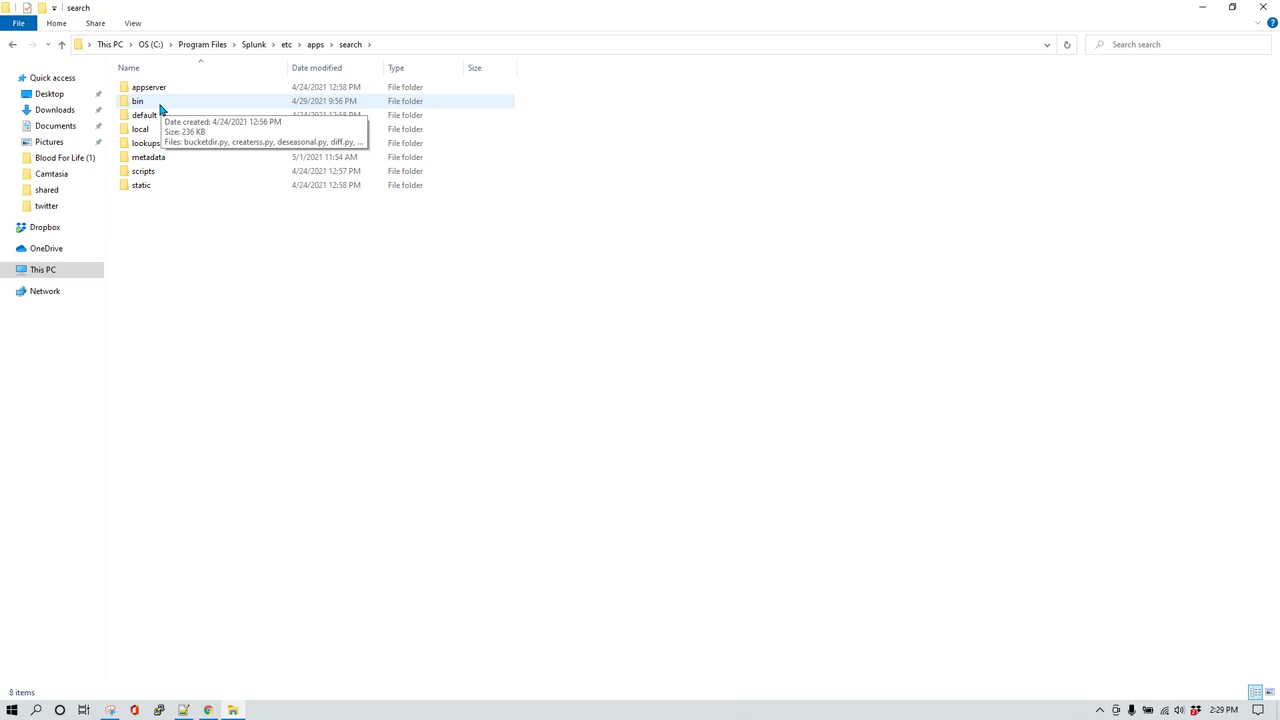 search
File Home Share View
This PC OS (C:) Program Files Splunk etc apps search
Search search
Name Date modified Type Size
Quick access
Desktop
Downloads
Documents
Pictures
Blood For Life (1)
Camtasia
shared
twitter
Dropbox
OneDrive
This PC
Network
appserver 4/24/2021 12:58 PM File folder
bin 4/29/2021 9:56 PM File folder
default 4/24/2021 12:58 PM File folder
local File folder
lookups File folder
metadata 5/1/2021 11:54 AM File folder
scripts 4/24/2021 12:57 PM File folder
static 4/24/2021 12:58 PM File folder
Date created: 4/24/2021 12:56 PM
Size: 236 KB
Files: bucketdir.py, createrss.py, deseasonal.py, diff.py, ...
8 items
2:29 PM